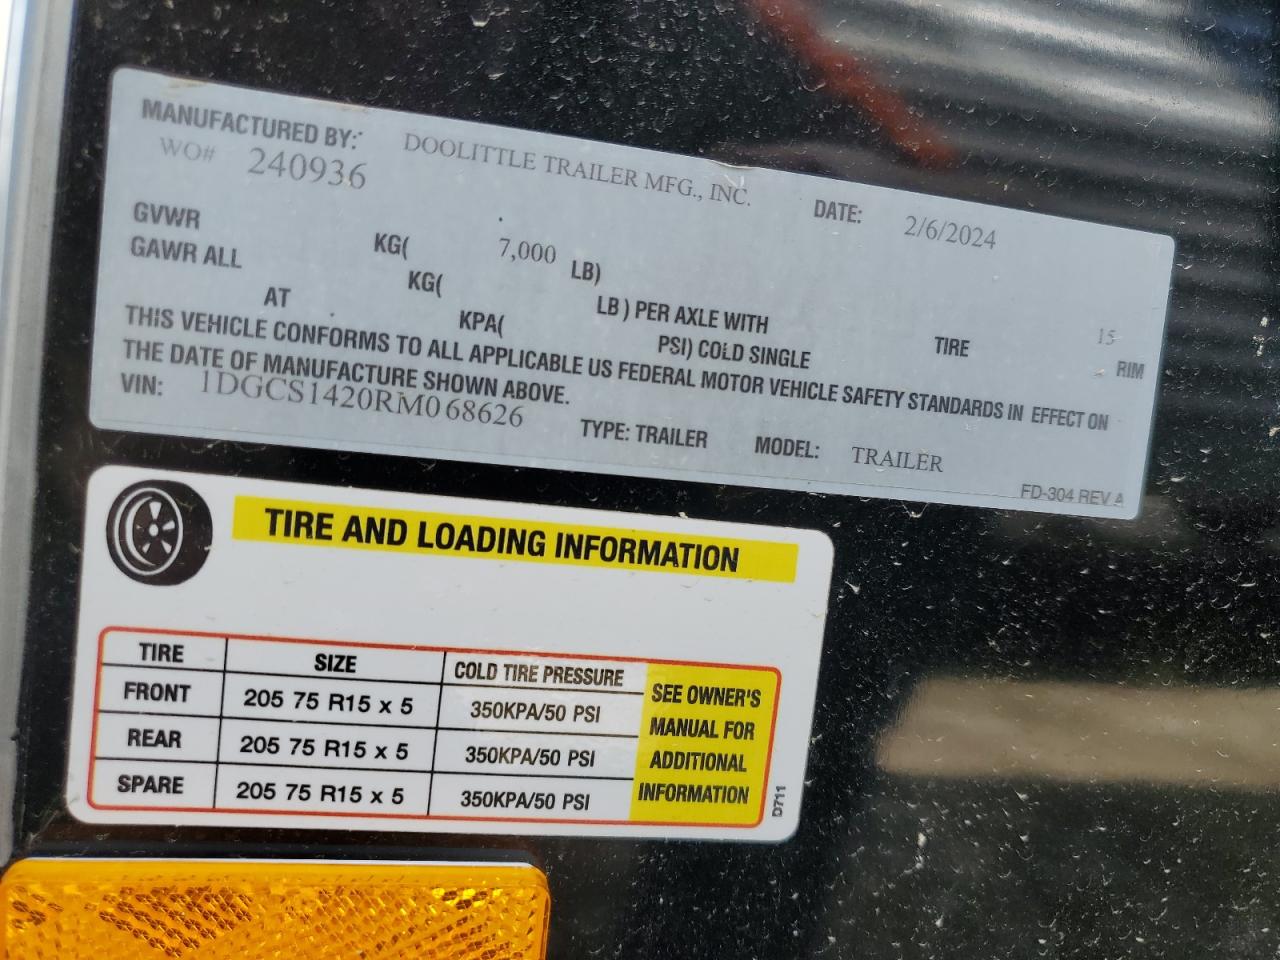 MANUFACTURED BY: DOOLITTLE TRAILER MFG., INC. DATE: 2/6/2024
WO# 240936
GVWR KG( 7,000 LB)
GAWR ALL KG( LB) PER AXLE WITH TIRE 15
AT KPA( PSI) COLD SINGLE RIM
THIS VEHICLE CONFORMS TO ALL APPLICABLE US FEDERAL MOTOR VEHICLE SAFETY STANDARDS IN EFFECT ON
THE DATE OF MANUFACTURE SHOWN ABOVE.
VIN: 1DGCS1420RM068626 TYPE: TRAILER MODEL: TRAILER
FD-304 REV A
TIRE AND LOADING INFORMATION
TIRE SIZE COLD TIRE PRESSURE
FRONT 205 75 R15 x 5 350KPA/50 PSI
REAR 205 75 R15 x 5 350KPA/50 PSI
SPARE 205 75 R15 x 5 350KPA/50 PSI
SEE OWNER'S
MANUAL FOR
ADDITIONAL
INFORMATION
D711